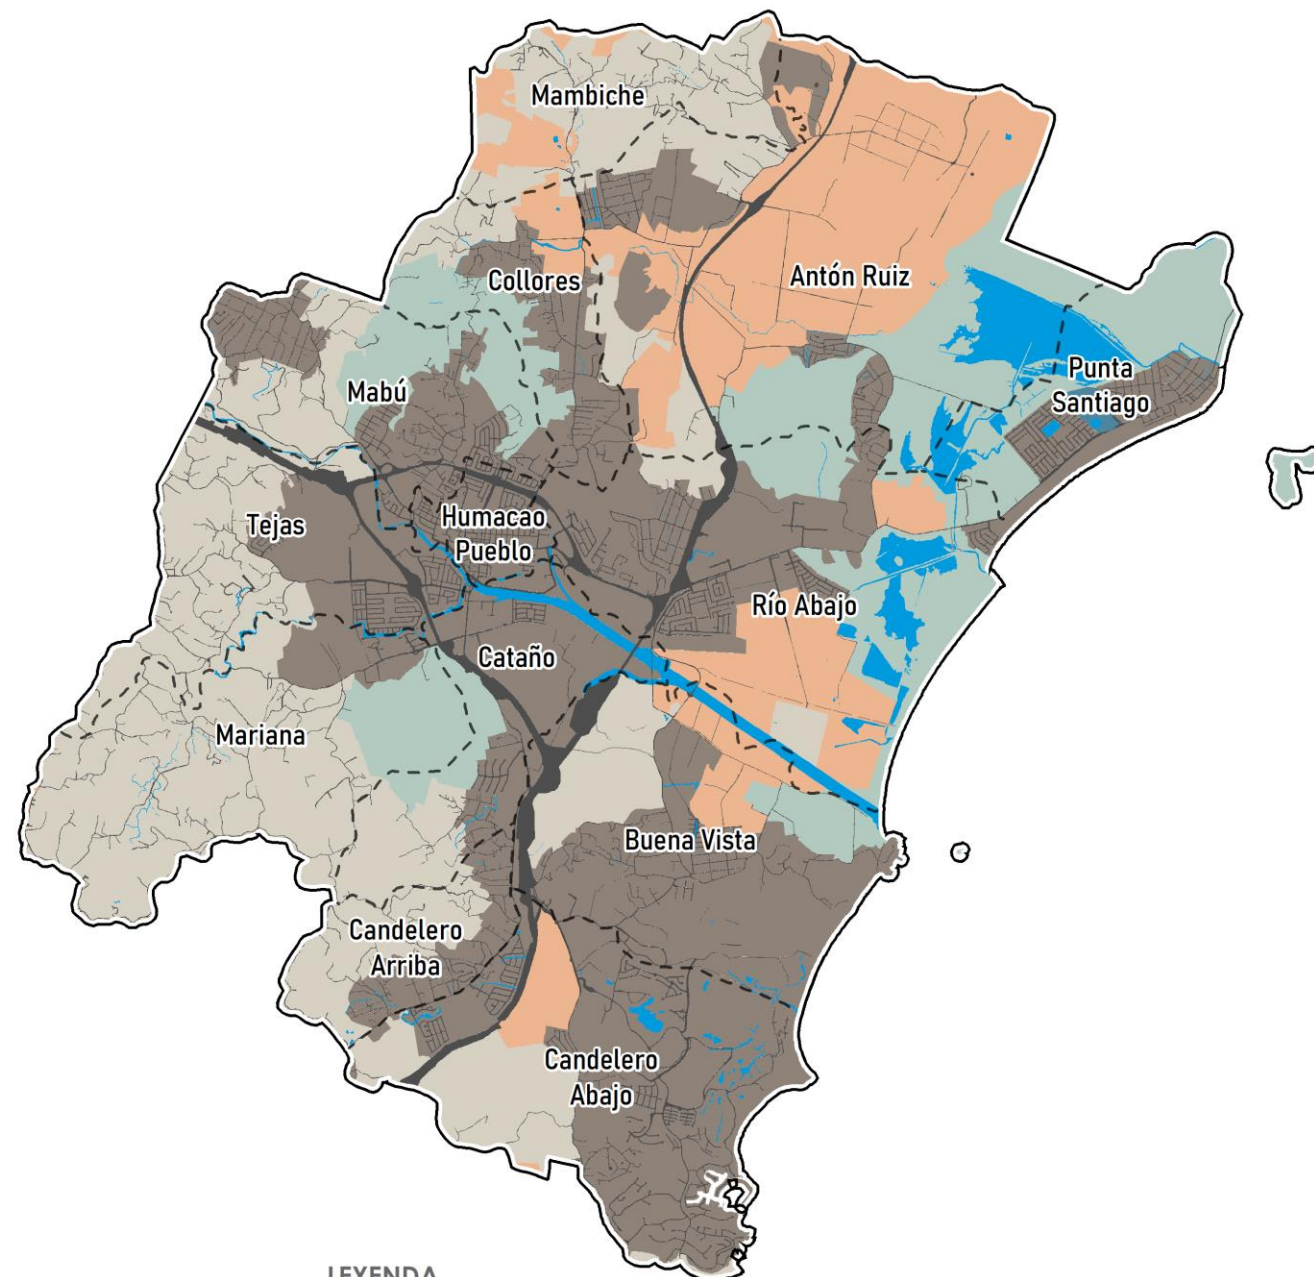 Mambiche
Antón Ruiz
Collores
Punta
Santiago
Mabú
Humacao
Pueblo
Tejas
Río Abajo
Cataño
Mariana
Buena Vista
Candelero
Arriba
Candelero
Abajo
LEYENDA